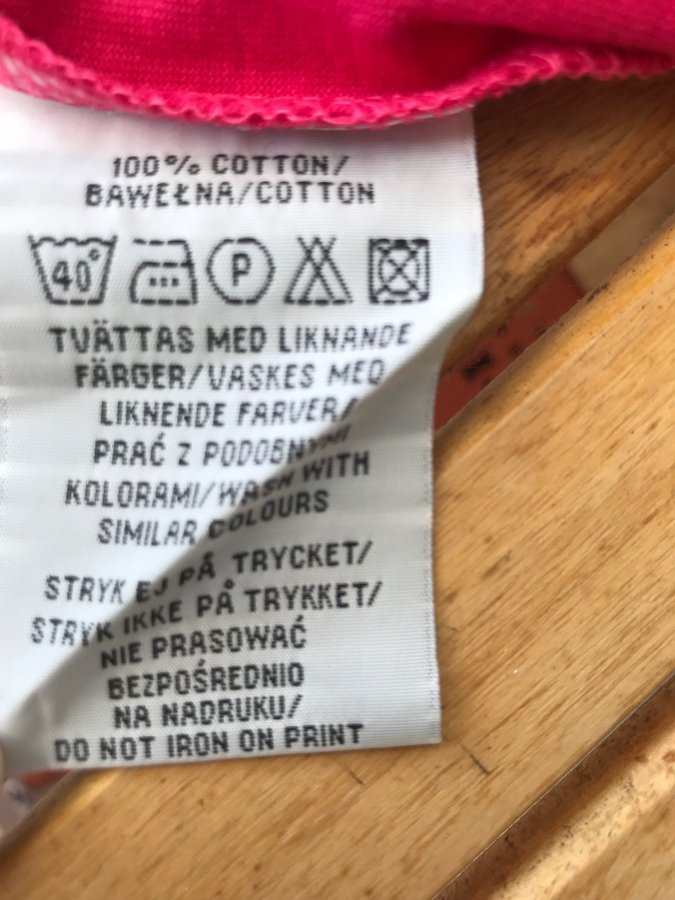 100% COTTON/
BAWEŁNA/COTTON
40° P
TVÄTTAS MED LIKNANDE
FÄRGER/VASKES MED
LIKNENDE FARVER/
PRAĆ Z PODOBNYMI
KOLORAMI/WASH WITH
SIMILAR COLOURS
STRYK EJ PÅ TRYCKET/
STRYK IKKE PÅ TRYKKET/
NIE PRASOWAĆ
BEZPOŚREDNIO
NA NADRUKU/
DO NOT IRON ON PRINT